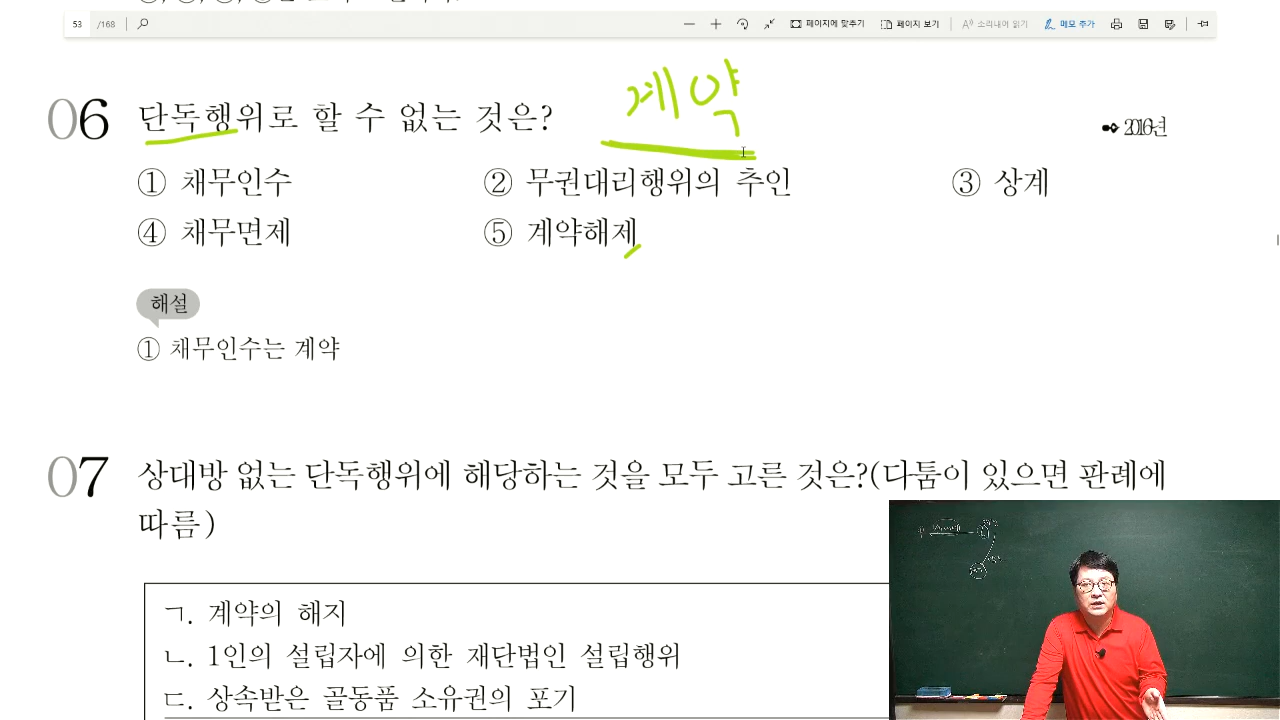 53 /168 페이지에 맞추기 페이지 보기 소리내어 읽기 메모 추가
계약
06 단독행위로 할 수 없는 것은? 2016년
① 채무인수 ② 무권대리행위의 추인 ③ 상계
④ 채무면제 ⑤ 계약해제
해설
① 채무인수는 계약
07 상대방 없는 단독행위에 해당하는 것을 모두 고른 것은?(다툼이 있으면 판례에
따름)
ㄱ. 계약의 해지
ㄴ. 1인의 설립자에 의한 재단법인 설립행위
ㄷ. 상속받은 골동품 소유권의 포기